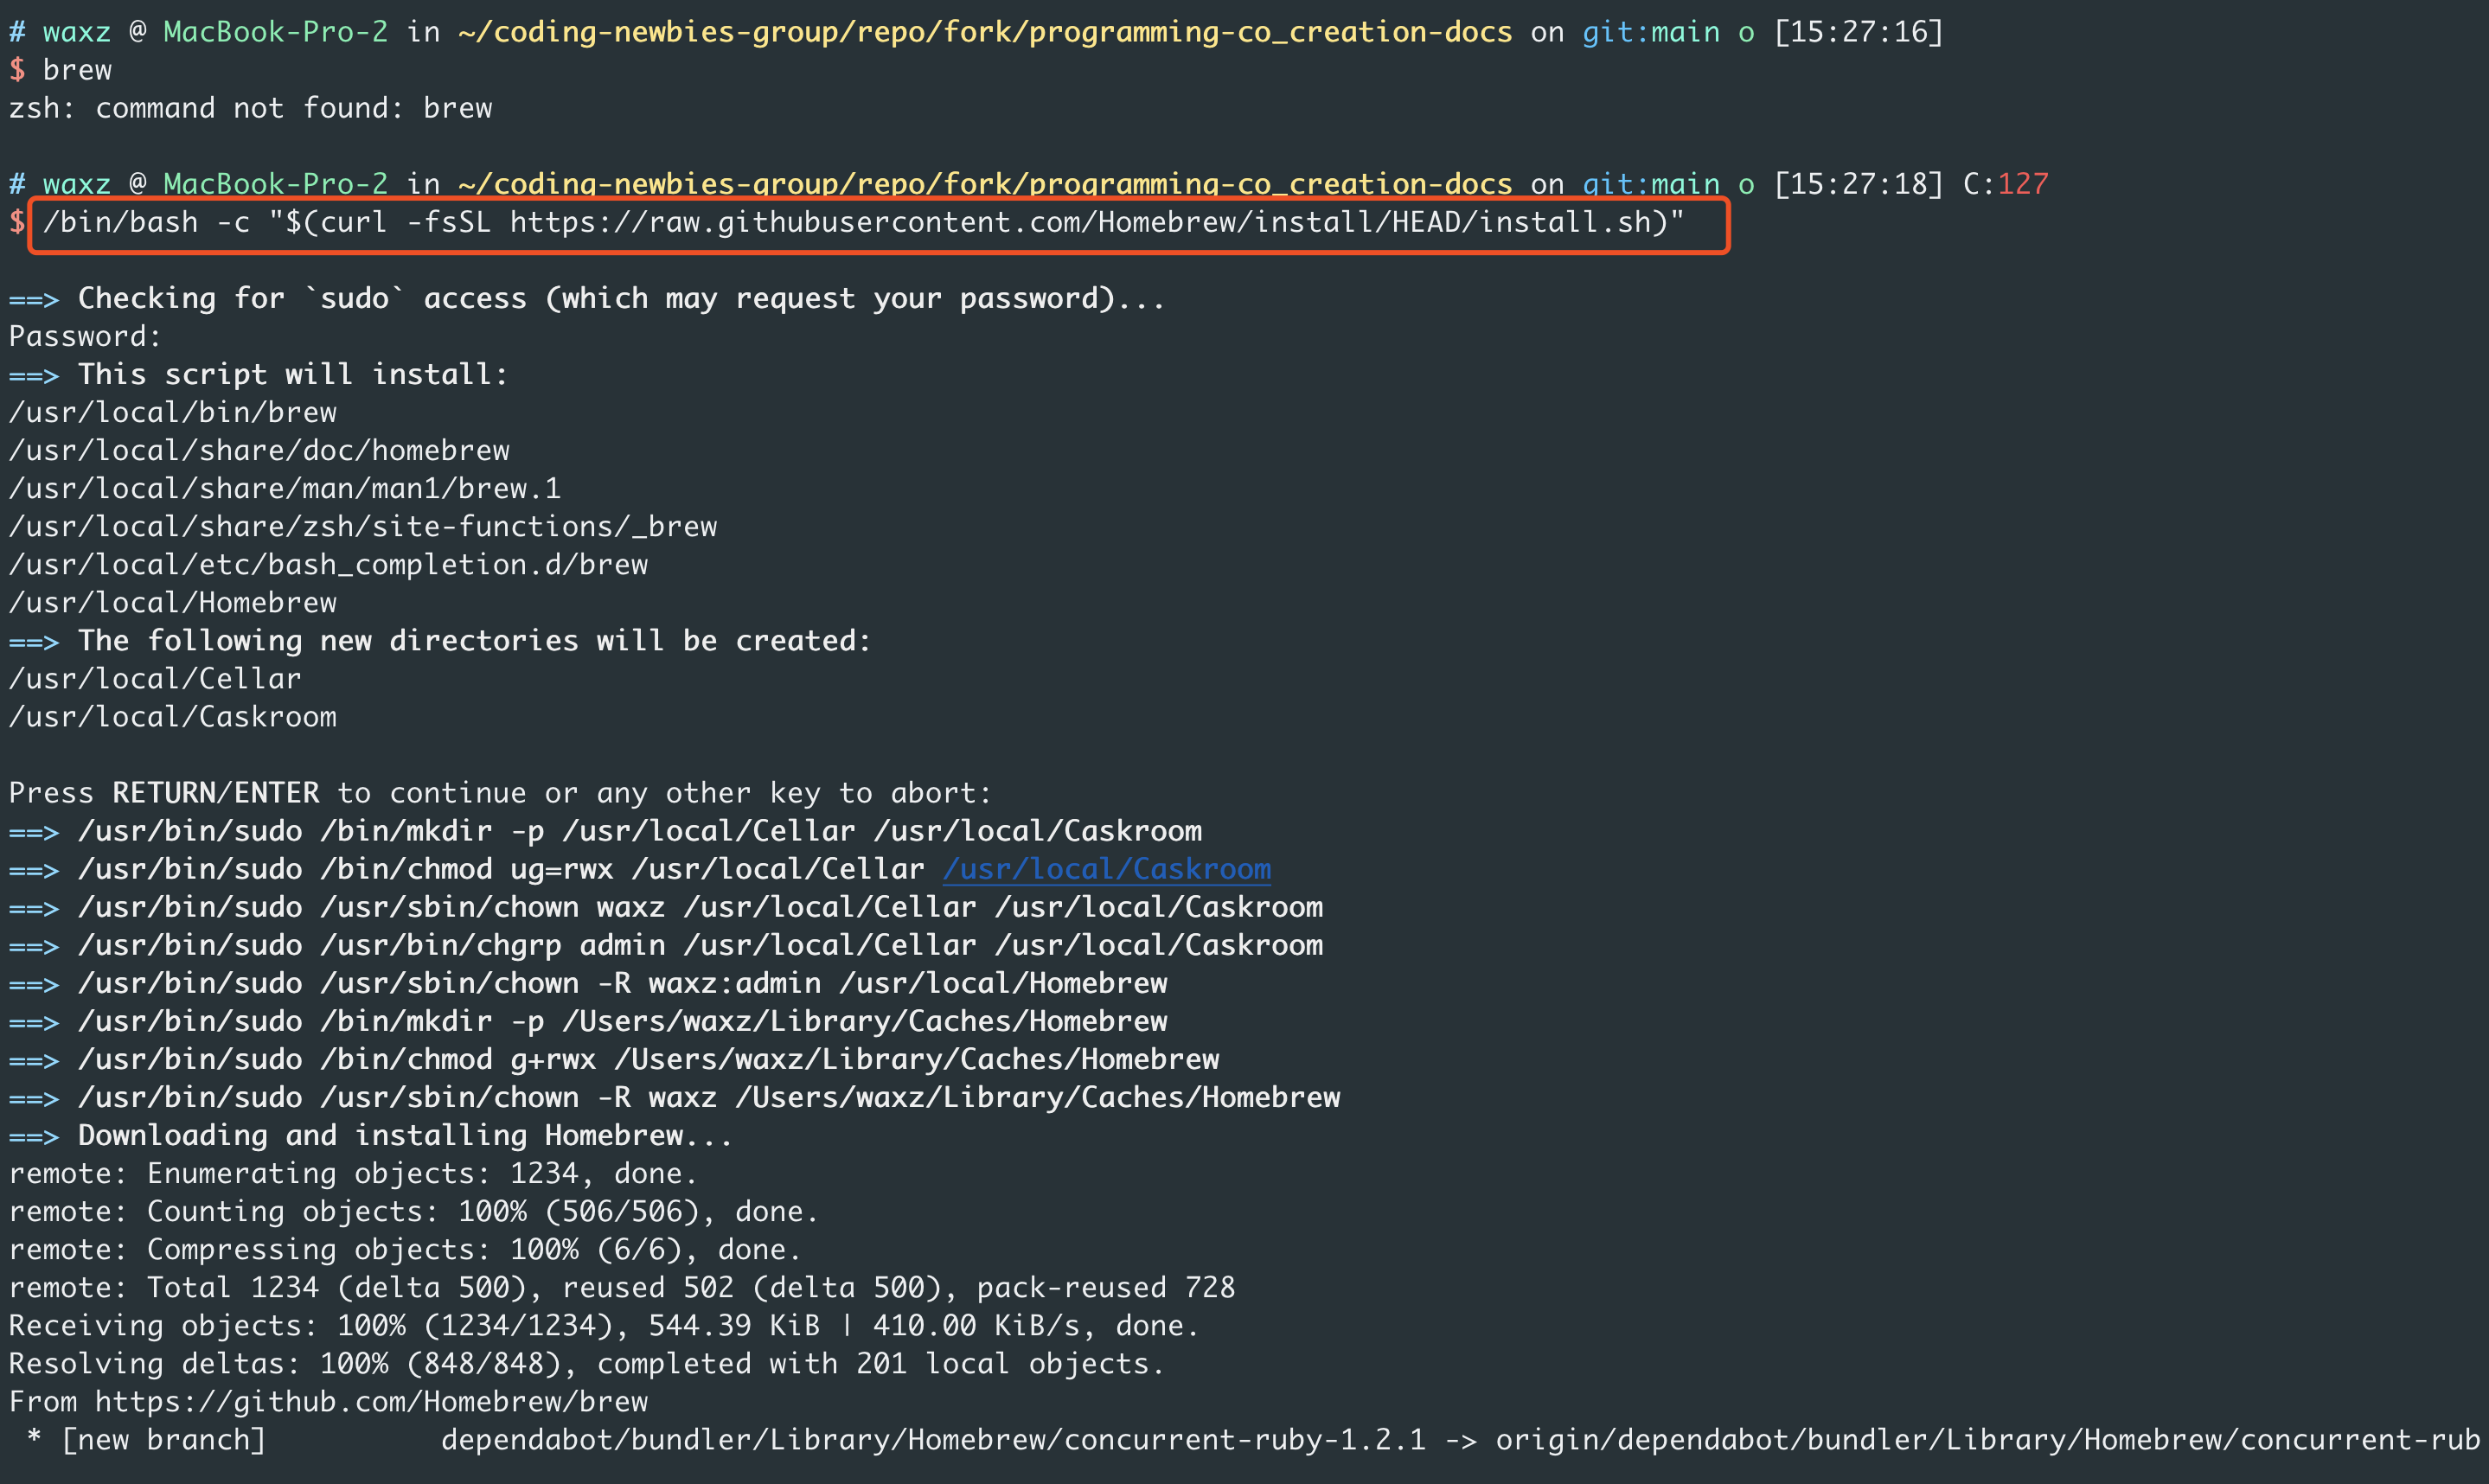 # waxz @ MacBook-Pro-2 in ~/coding-newbies-group/repo/fork/programming-co_creation-docs on git:main o [15:27:16]
$ brew
zsh: command not found: brew
# waxz @ MacBook-Pro-2 in ~/coding-newbies-group/repo/fork/programming-co_creation-docs on git:main o [15:27:18] C:127
$ /bin/bash -c "$(curl -fsSL https://raw.githubusercontent.com/Homebrew/install/HEAD/install.sh)"
==> Checking for `sudo` access (which may request your password)...
Password:
==> This script will install:
/usr/local/bin/brew
/usr/local/share/doc/homebrew
/usr/local/share/man/man1/brew.1
/usr/local/share/zsh/site-functions/_brew
/usr/local/etc/bash_completion.d/brew
/usr/local/Homebrew
==> The following new directories will be created:
/usr/local/Cellar
/usr/local/Caskroom
Press RETURN/ENTER to continue or any other key to abort:
==> /usr/bin/sudo /bin/mkdir -p /usr/local/Cellar /usr/local/Caskroom
==> /usr/bin/sudo /bin/chmod ug=rwx /usr/local/Cellar /usr/local/Caskroom
==> /usr/bin/sudo /usr/sbin/chown waxz /usr/local/Cellar /usr/local/Caskroom
==> /usr/bin/sudo /usr/bin/chgrp admin /usr/local/Cellar /usr/local/Caskroom
==> /usr/bin/sudo /usr/sbin/chown -R waxz:admin /usr/local/Homebrew
==> /usr/bin/sudo /bin/mkdir -p /Users/waxz/Library/Caches/Homebrew
==> /usr/bin/sudo /bin/chmod g+rwx /Users/waxz/Library/Caches/Homebrew
==> /usr/bin/sudo /usr/sbin/chown -R waxz /Users/waxz/Library/Caches/Homebrew
==> Downloading and installing Homebrew...
remote: Enumerating objects: 1234, done.
remote: Counting objects: 100% (506/506), done.
remote: Compressing objects: 100% (6/6), done.
remote: Total 1234 (delta 500), reused 502 (delta 500), pack-reused 728
Receiving objects: 100% (1234/1234), 544.39 KiB | 410.00 KiB/s, done.
Resolving deltas: 100% (848/848), completed with 201 local objects.
From https://github.com/Homebrew/brew
 * [new branch]          dependabot/bundler/Library/Homebrew/concurrent-ruby-1.2.1 -> origin/dependabot/bundler/Library/Homebrew/concurrent-rub